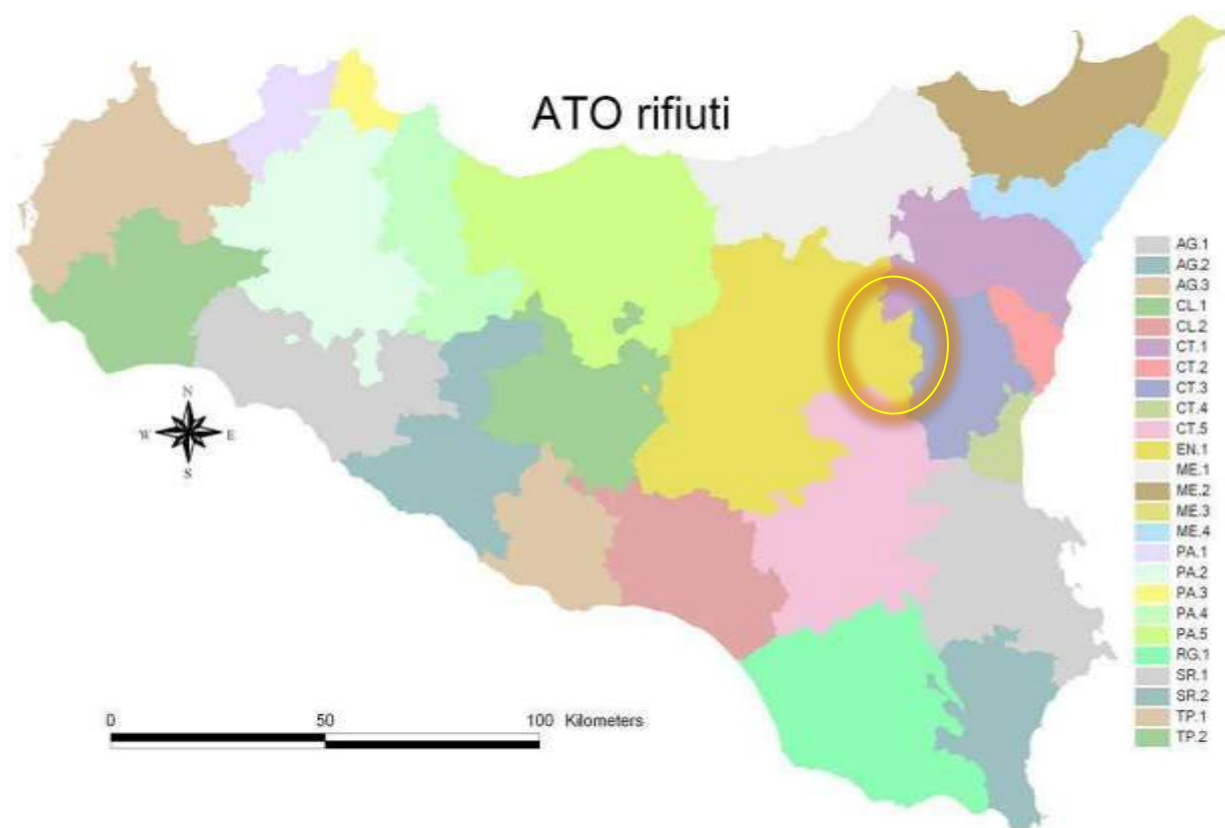 ATO rifiuti
N
W E
S
0 50 100 Kilometers
AG.1
AG.2
AG.3
CL.1
CL.2
CT.1
CT.2
CT.3
CT.4
CT.5
EN.1
ME.1
ME.2
ME.3
ME.4
PA.1
PA.2
PA.3
PA.4
PA.5
RG.1
SR.1
SR.2
TP.1
TP.2